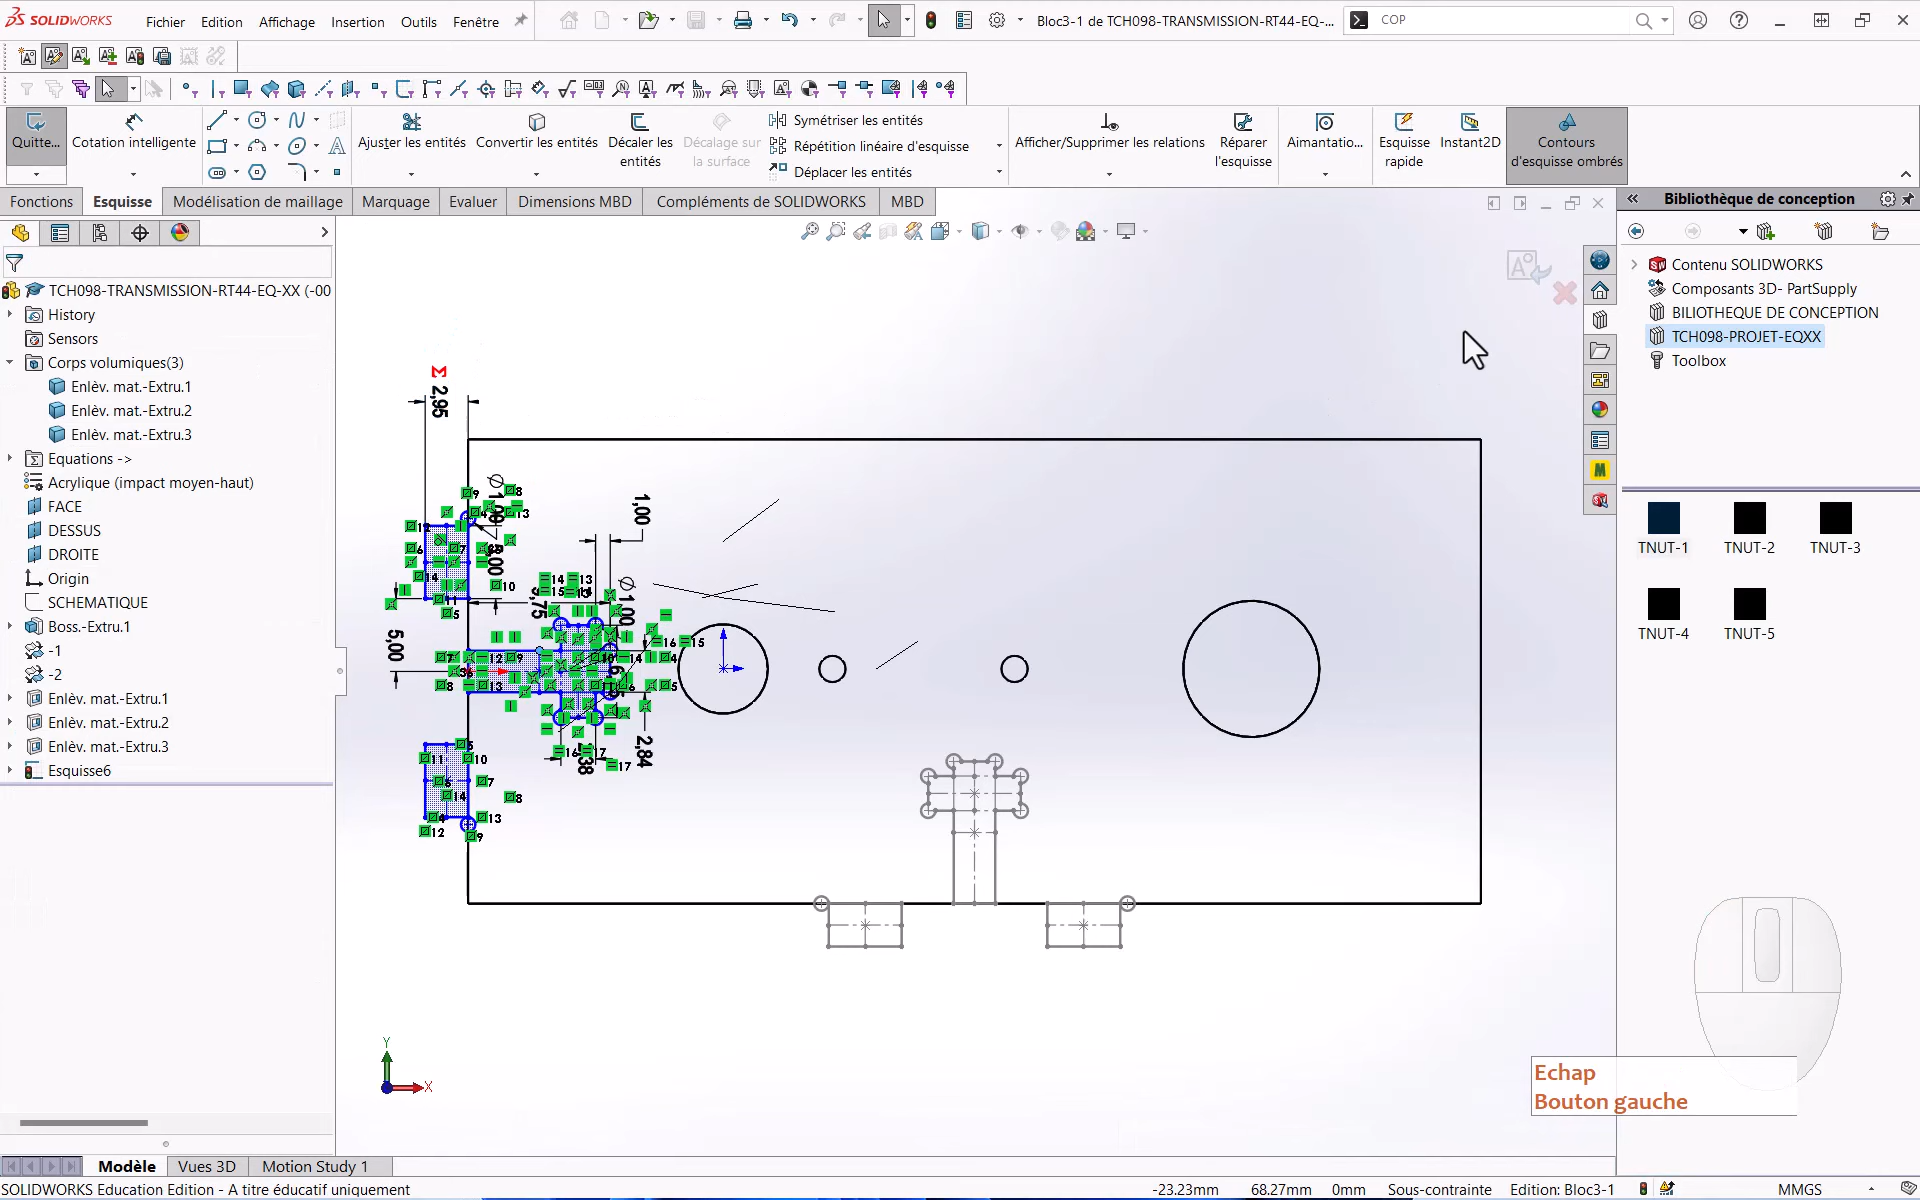 SOLIDWORKS
Fichier Edition Affichage Insertion Outils Fenêtre
Bloc3-1 de TCH098-TRANSMISSION-RT44-EQ-...
COP
Quitte...
Cotation intelligente
Ajuster les entités
Convertir les entités
Décaler les entités
Décalage sur la surface
Symétriser les entités
Répétition linéaire d'esquisse
Déplacer les entités
Afficher/Supprimer les relations
Réparer l'esquisse
Aimantatio...
Esquisse rapide
Instant2D
Contours d'esquisse ombrés
Fonctions Esquisse Modélisation de maillage Marquage Evaluer Dimensions MBD Compléments de SOLIDWORKS MBD
TCH098-TRANSMISSION-RT44-EQ-XX (-00
History
Sensors
Corps volumiques(3)
Enlèv. mat.-Extru.1
Enlèv. mat.-Extru.2
Enlèv. mat.-Extru.3
Equations ->
Acrylique (impact moyen-haut)
FACE
DESSUS
DROITE
Origin
SCHEMATIQUE
Boss.-Extru.1
-1
-2
Enlèv. mat.-Extru.1
Enlèv. mat.-Extru.2
Enlèv. mat.-Extru.3
Esquisse6
2,95
1,00
5,00
2,84
Y
X
Bibliothèque de conception
Contenu SOLIDWORKS
Composants 3D- PartSupply
BILIOTHEQUE DE CONCEPTION
TCH098-PROJET-EQXX
Toolbox
TNUT-1 TNUT-2 TNUT-3
TNUT-4 TNUT-5
Echap
Bouton gauche
Modèle Vues 3D Motion Study 1
SOLIDWORKS Education Edition - A titre éducatif uniquement
-23.23mm 68.27mm 0mm Sous-contrainte Edition: Bloc3-1 MMGS